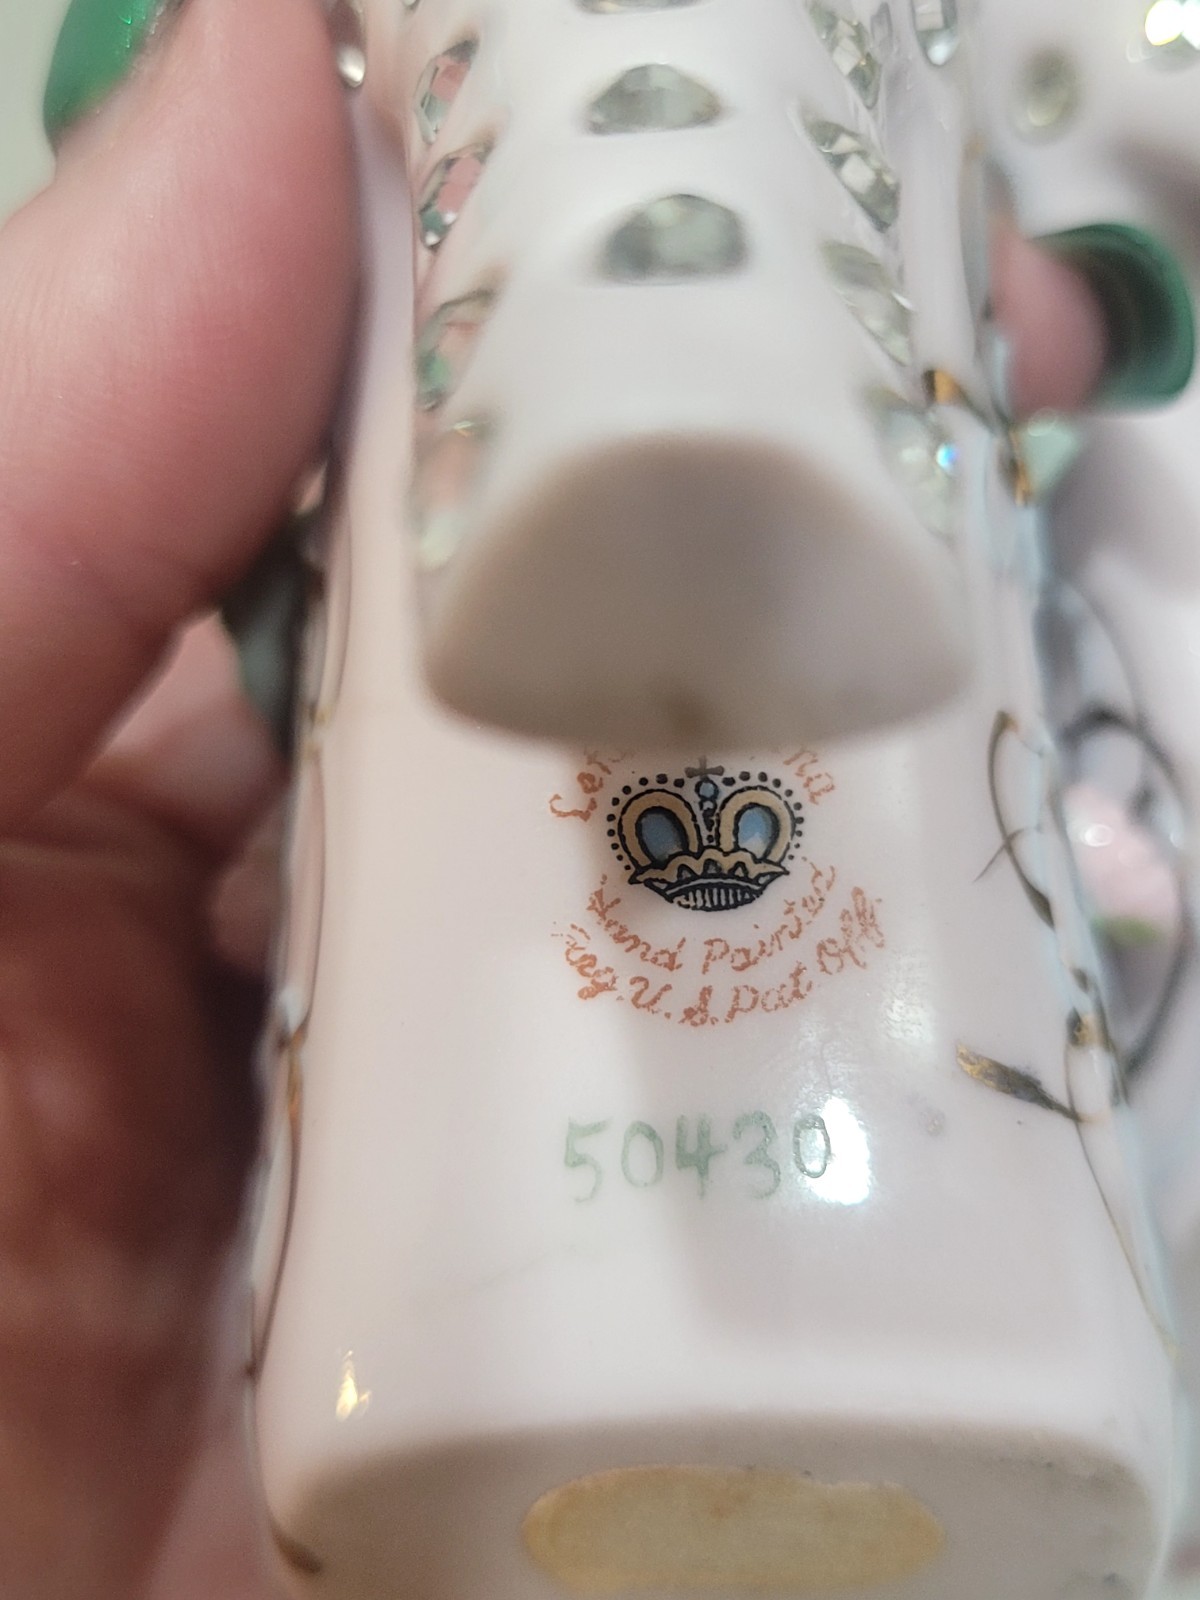 Hand Painted
Reg. U. S. Pat. Off.
50430